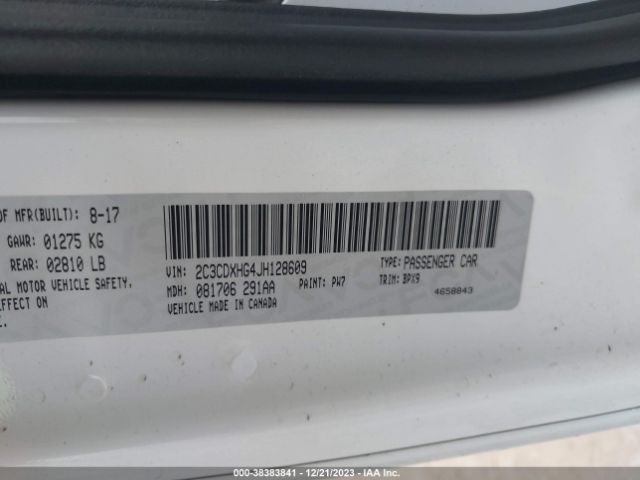 OF MFR(BUILT): 8-17
GAWR: 01275 KG
REAR: 02810 LB
AL MOTOR VEHICLE SAFETY,
EFFECT ON
E.
VIN: 2C3CDXHG4JH128609
TYPE: PASSENGER CAR
MDH: 081706 291AA
PAINT: PW7
TRIM: BPX9
VEHICLE MADE IN CANADA
4658843
000-38383841 - 12/21/2023 - IAA Inc.